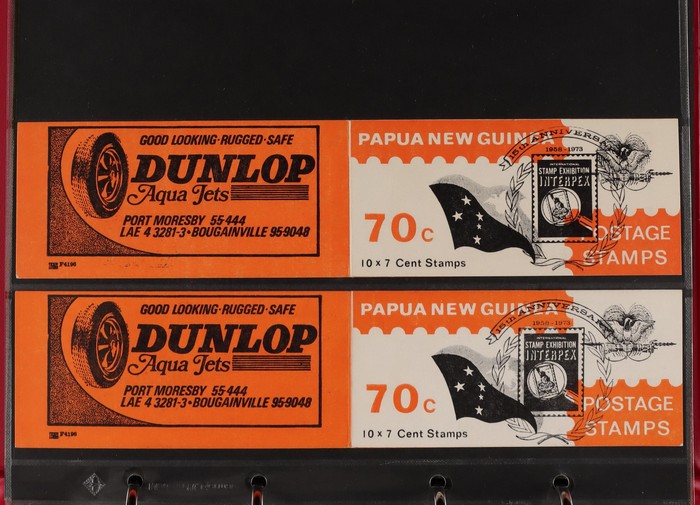 GOOD LOOKING·RUGGED·SAFE
DUNLOP
Aqua Jets
PORT MORESBY 55·444
LAE 4 3281-3·BOUGAINVILLE 95·9048
F4196
PAPUA NEW GUINEA
15TH ANNIVERSARY
1958-1973
INTERNATIONAL
STAMP EXHIBITION
INTERPEX
70c
10 x 7 Cent Stamps
POSTAGE
STAMPS
GOOD LOOKING·RUGGED·SAFE
DUNLOP
Aqua Jets
PORT MORESBY 55·444
LAE 4 3281-3·BOUGAINVILLE 95·9048
F4196
PAPUA NEW GUINEA
15TH ANNIVERSARY
1958-1973
INTERNATIONAL
STAMP EXHIBITION
INTERPEX
70c
10 x 7 Cent Stamps
POSTAGE
STAMPS